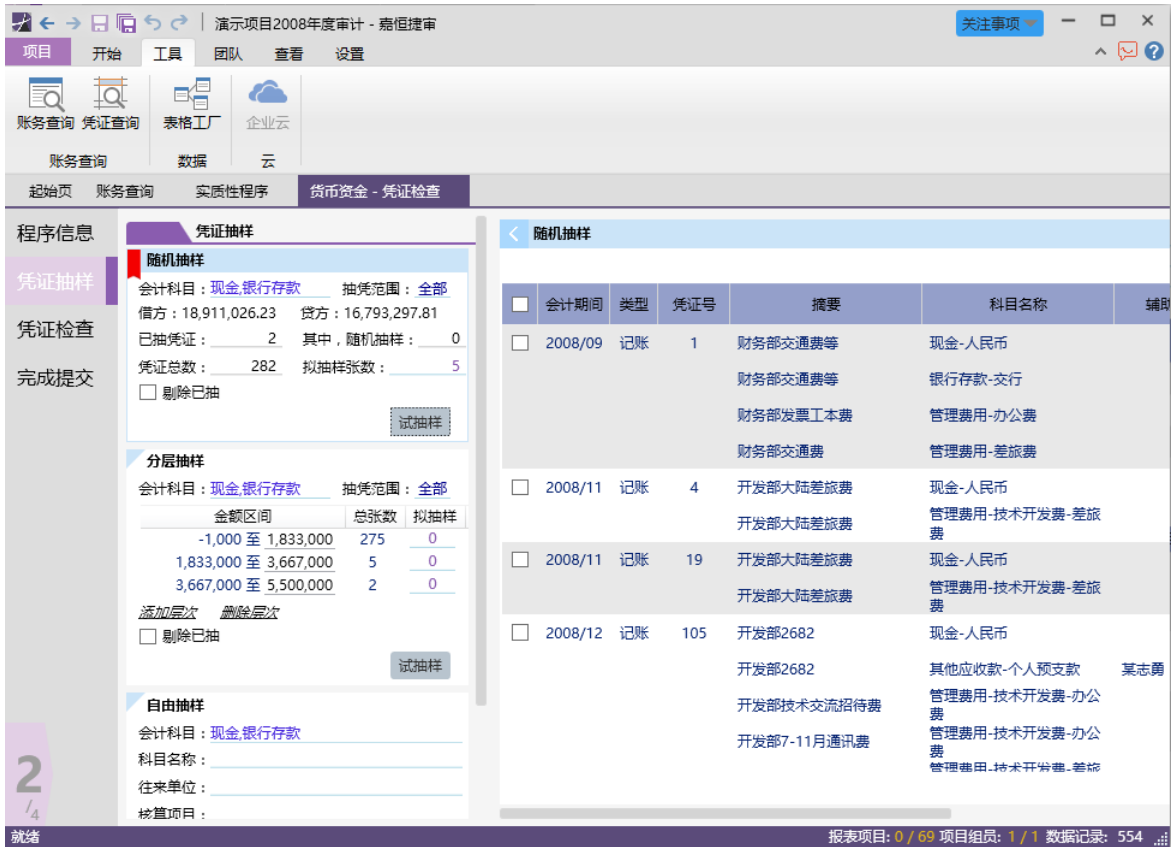 演示项目2008年度审计 - 嘉恒捷审 关注事项
项目 开始 工具 团队 查看 设置
账务查询 凭证查询 表格工厂 企业云
账务查询 数据 云
起始页 账务查询 实质性程序 货币资金 - 凭证检查
程序信息
凭证抽样
凭证检查
完成提交
2
/4
凭证抽样
随机抽样
会计科目：现金,银行存款 抽凭范围：全部
借方：18,911,026.23 贷方：16,793,297.81
已抽凭证： 2 其中，随机抽样： 0
凭证总数： 282 拟抽样张数： 5
剔除已抽
试抽样
分层抽样
会计科目：现金,银行存款 抽凭范围：全部
金额区间 总张数 拟抽样
-1,000 至 1,833,000 275 0
1,833,000 至 3,667,000 5 0
3,667,000 至 5,500,000 2 0
添加层次 删除层次
剔除已抽
试抽样
自由抽样
会计科目：现金,银行存款
科目名称：
往来单位：
核算项目：
随机抽样
会计期间 类型 凭证号 摘要 科目名称 辅助
2008/09 记账 1 财务部交通费等 现金-人民币
财务部交通费等 银行存款-交行
财务部发票工本费 管理费用-办公费
财务部交通费 管理费用-差旅费
2008/11 记账 4 开发部大陆差旅费 现金-人民币
开发部大陆差旅费 管理费用-技术开发费-差旅
费
2008/11 记账 19 开发部大陆差旅费 现金-人民币
开发部大陆差旅费 管理费用-技术开发费-差旅
费
2008/12 记账 105 开发部2682 现金-人民币
开发部2682 其他应收款-个人预支款 某志勇
开发部技术交流招待费 管理费用-技术开发费-办公
费
开发部7-11月通讯费 管理费用-技术开发费-办公
费
管理费用-技术开发费-差旅
就绪 报表项目: 0 / 69 项目组员: 1 / 1 数据记录: 554